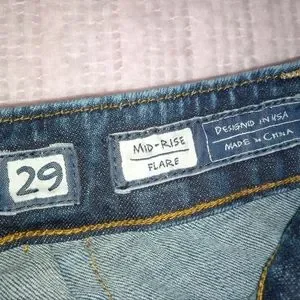 29
MID-RISE
FLARE
DESIGNED IN USA
MADE IN CHINA